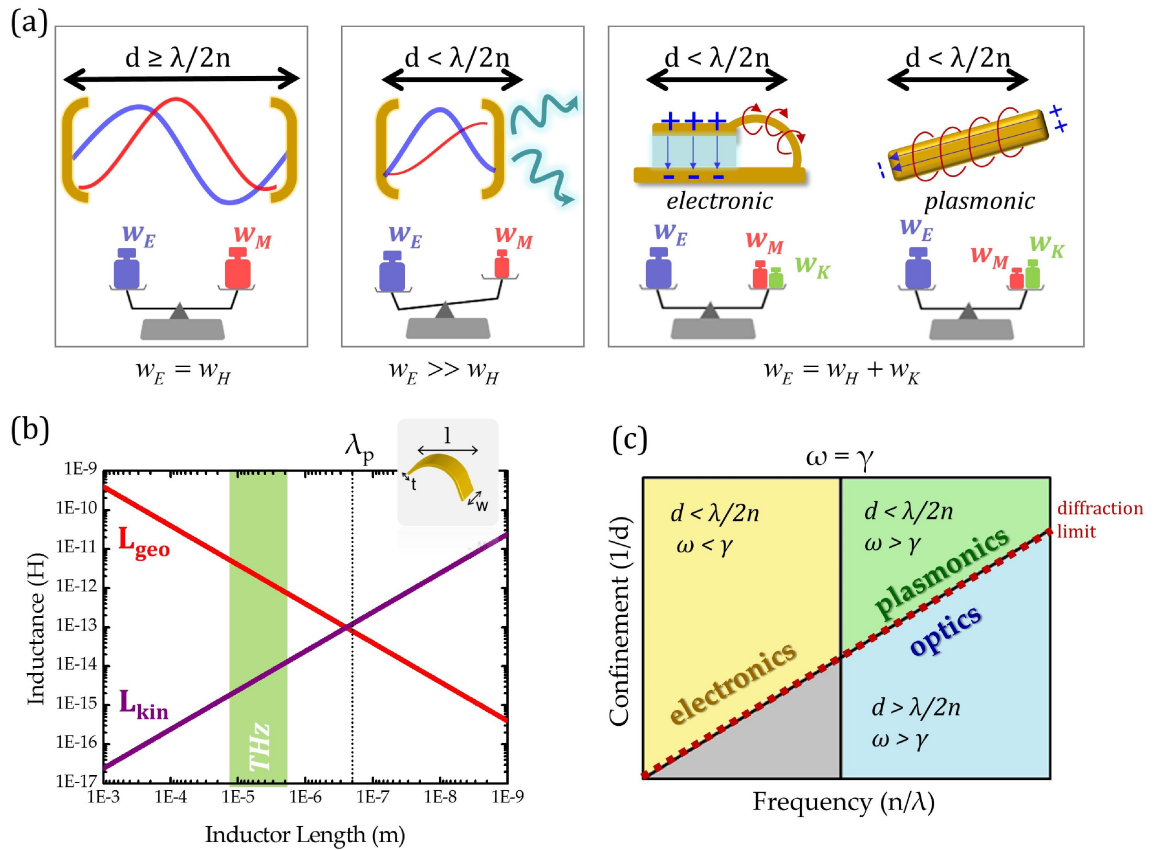 (a)
d ≥ λ/2n
w_E
w_M
w_E = w_H
d < λ/2n
w_E
w_M
w_E >> w_H
d < λ/2n
d < λ/2n
+ + +
- - -
+ +
-
electronic
plasmonic
w_E
w_M
w_K
w_E
w_M
w_K
w_E = w_H + w_K
(b)
λ_p
l
t
w
1E-9
1E-10
1E-11
1E-12
1E-13
1E-14
1E-15
1E-16
1E-17
Inductance (H)
L_geo
L_kin
THz
1E-3 1E-4 1E-5 1E-6 1E-7 1E-8 1E-9
Inductor Length (m)
(c)
ω = γ
Confinement (1/d)
d < λ/2n
ω < γ
d < λ/2n
ω > γ
diffraction
limit
electronics
plasmonics
optics
d > λ/2n
ω > γ
Frequency (n/λ)